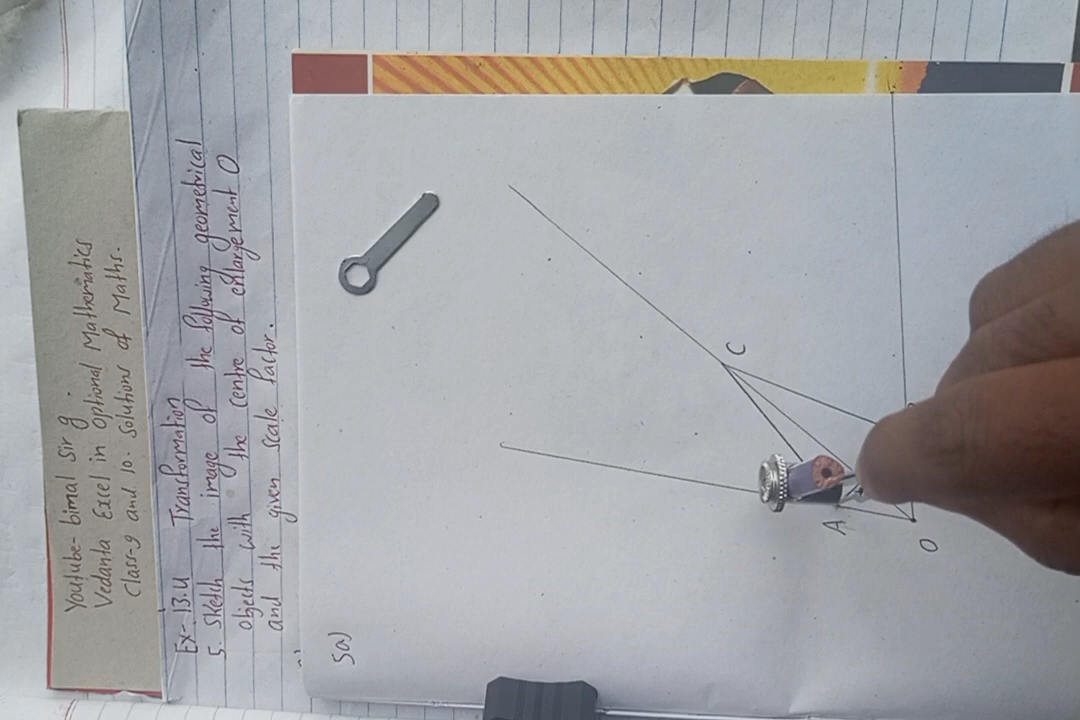 Youtube- bimal sir g.
Vedanta Excel in Optional Mathematics
Class-9 and 10. Solutions of Maths.
Ex- 13.4 Transformation
5. Sketch the image of the following geometrical
objects with the centre of enlargement O
and the given scale factor.
5a)
C
A
O